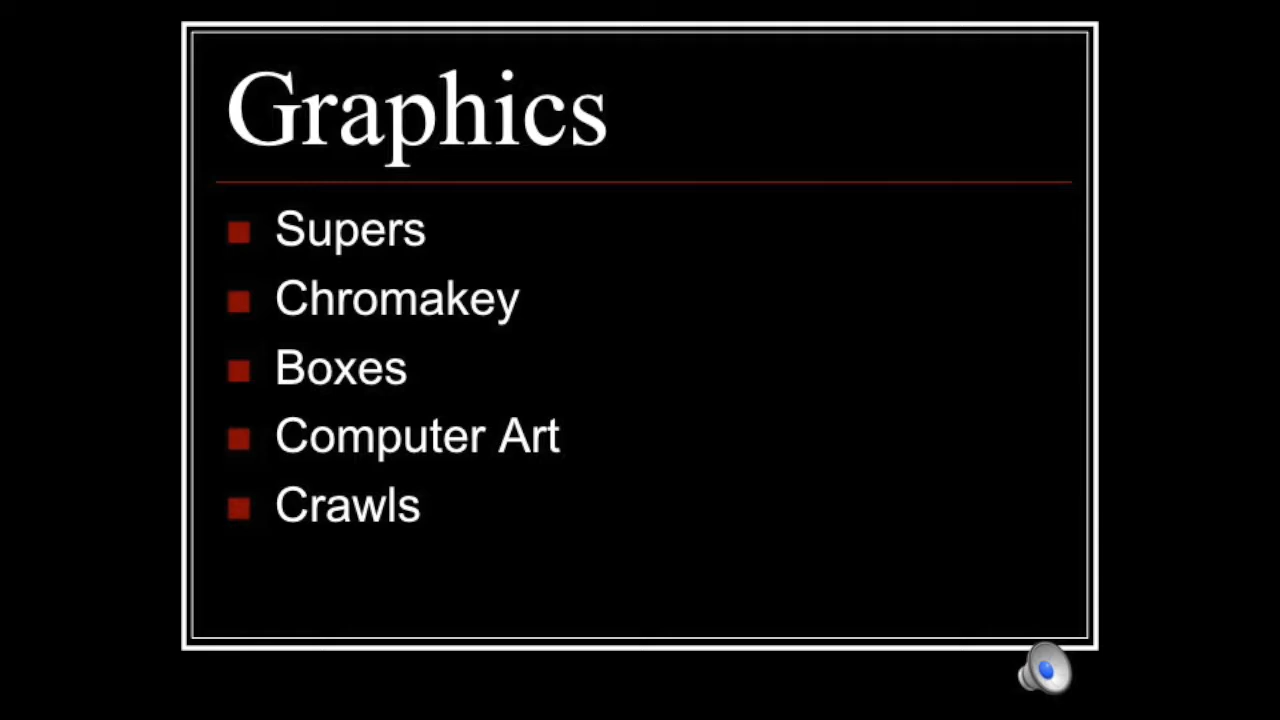 Graphics
Supers
Chromakey
Boxes
Computer Art
Crawls